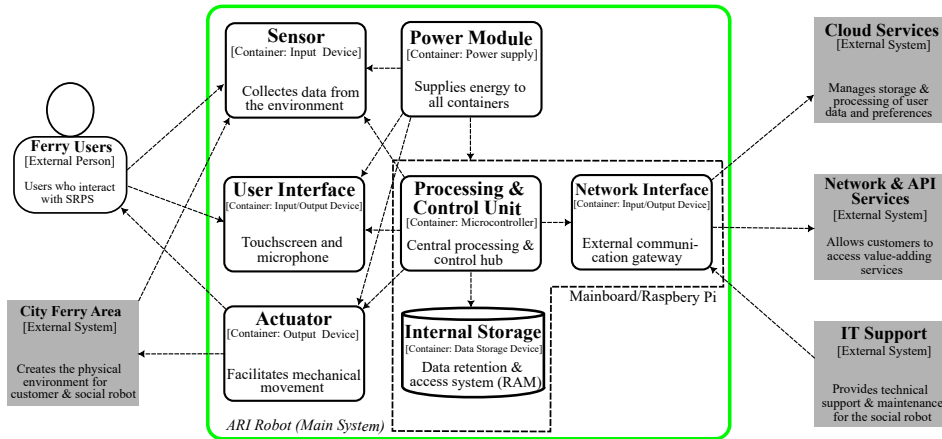 Sensor
[Container: Input Device]
Collects data from
the environment
Power Module
[Container: Power supply]
Supplies energy to
all containers
Cloud Services
[External System]
Manages storage &
processing of user
data and preferences
Ferry Users
[External Person]
Users who interact
with SRPS
User Interface
[Container: Input/Output Device]
Touchscreen and
microphone
Processing &
Control Unit
[Container: Microcontroller]
Central processing &
control hub
Network Interface
[Container: Input/Output Device]
External communi-
cation gateway
Network & API
Services
[External System]
Allows customers to
access value-adding
services
Mainboard/Raspbery Pi
City Ferry Area
[External System]
Creates the physical
environment for
customer & social robot
Actuator
[Container: Output Device]
Facilitates mechanical
movement
Internal Storage
[Container: Data Storage Device]
Data retention &
access system (RAM)
IT Support
[External System]
Provides technical
support & maintenance
for the social robot
ARI Robot (Main System)